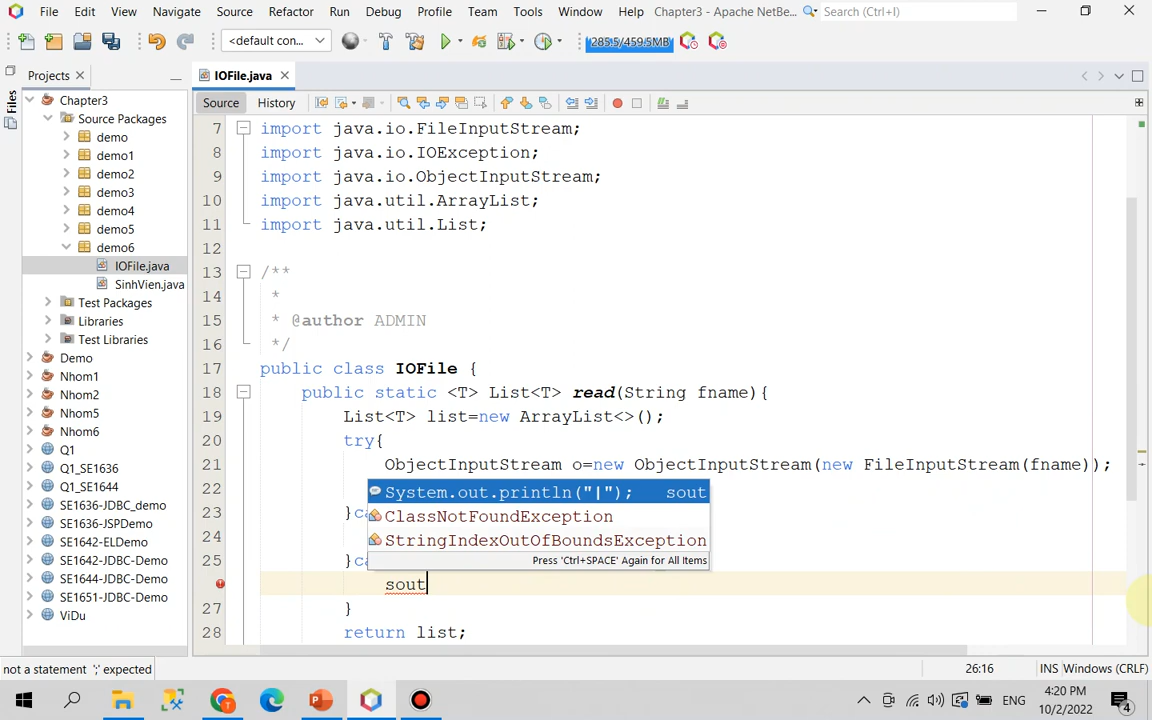 File Edit View Navigate Source Refactor Run Debug Profile Team Tools Window Help Chapter3 - Apache NetBe... Search (Ctrl+I)
<default con... 285.5/459.5MB
Projects IOFile.java
Files
Source History
Chapter3
Source Packages
demo
demo1
demo2
demo3
demo4
demo5
demo6
IOFile.java
SinhVien.java
Test Packages
Libraries
Test Libraries
Demo
Nhom1
Nhom2
Nhom5
Nhom6
Q1
Q1_SE1636
Q1_SE1644
SE1635-JDBC_demo
SE1636-JSPDemo
SE1642-ELDemo
SE1642-JDBC-Demo
SE1644-JDBC-Demo
SE1651-JDBC-Demo
ViDu
7 import java.io.FileInputStream;
8 import java.io.IOException;
9 import java.io.ObjectInputStream;
10 import java.util.ArrayList;
11 import java.util.List;
12
13 /**
14 *
15 * @author ADMIN
16 */
17 public class IOFile {
18 public static <T> List<T> read(String fname){
19 List<T> list=new ArrayList<>();
20 try{
21 ObjectInputStream o=new ObjectInputStream(new FileInputStream(fname));
22 System.out.println("|"); sout
23 }ca ClassNotFoundException
24 StringIndexOutOfBoundsException
Press 'Ctrl+SPACE' Again for All Items
25 }ca
sout
27 }
28 return list;
not a statement ';' expected 26:16 INS Windows (CRLF)
ENG 4:20 PM
10/2/2022 4